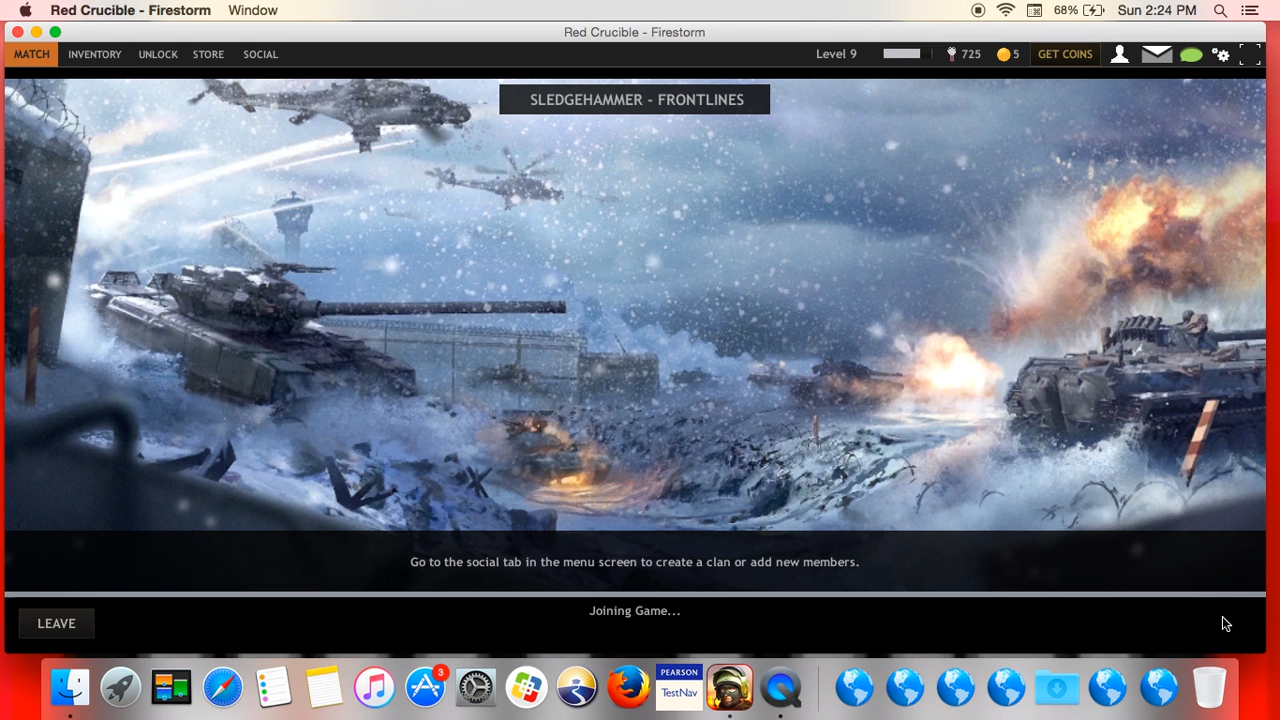 Red Crucible - Firestorm Window 68% Sun 2:24 PM
Red Crucible - Firestorm
MATCH INVENTORY UNLOCK STORE SOCIAL Level 9 725 5 GET COINS
SLEDGEHAMMER - FRONTLINES
Go to the social tab in the menu screen to create a clan or add new members.
Joining Game...
LEAVE
3
PEARSON
TestNav